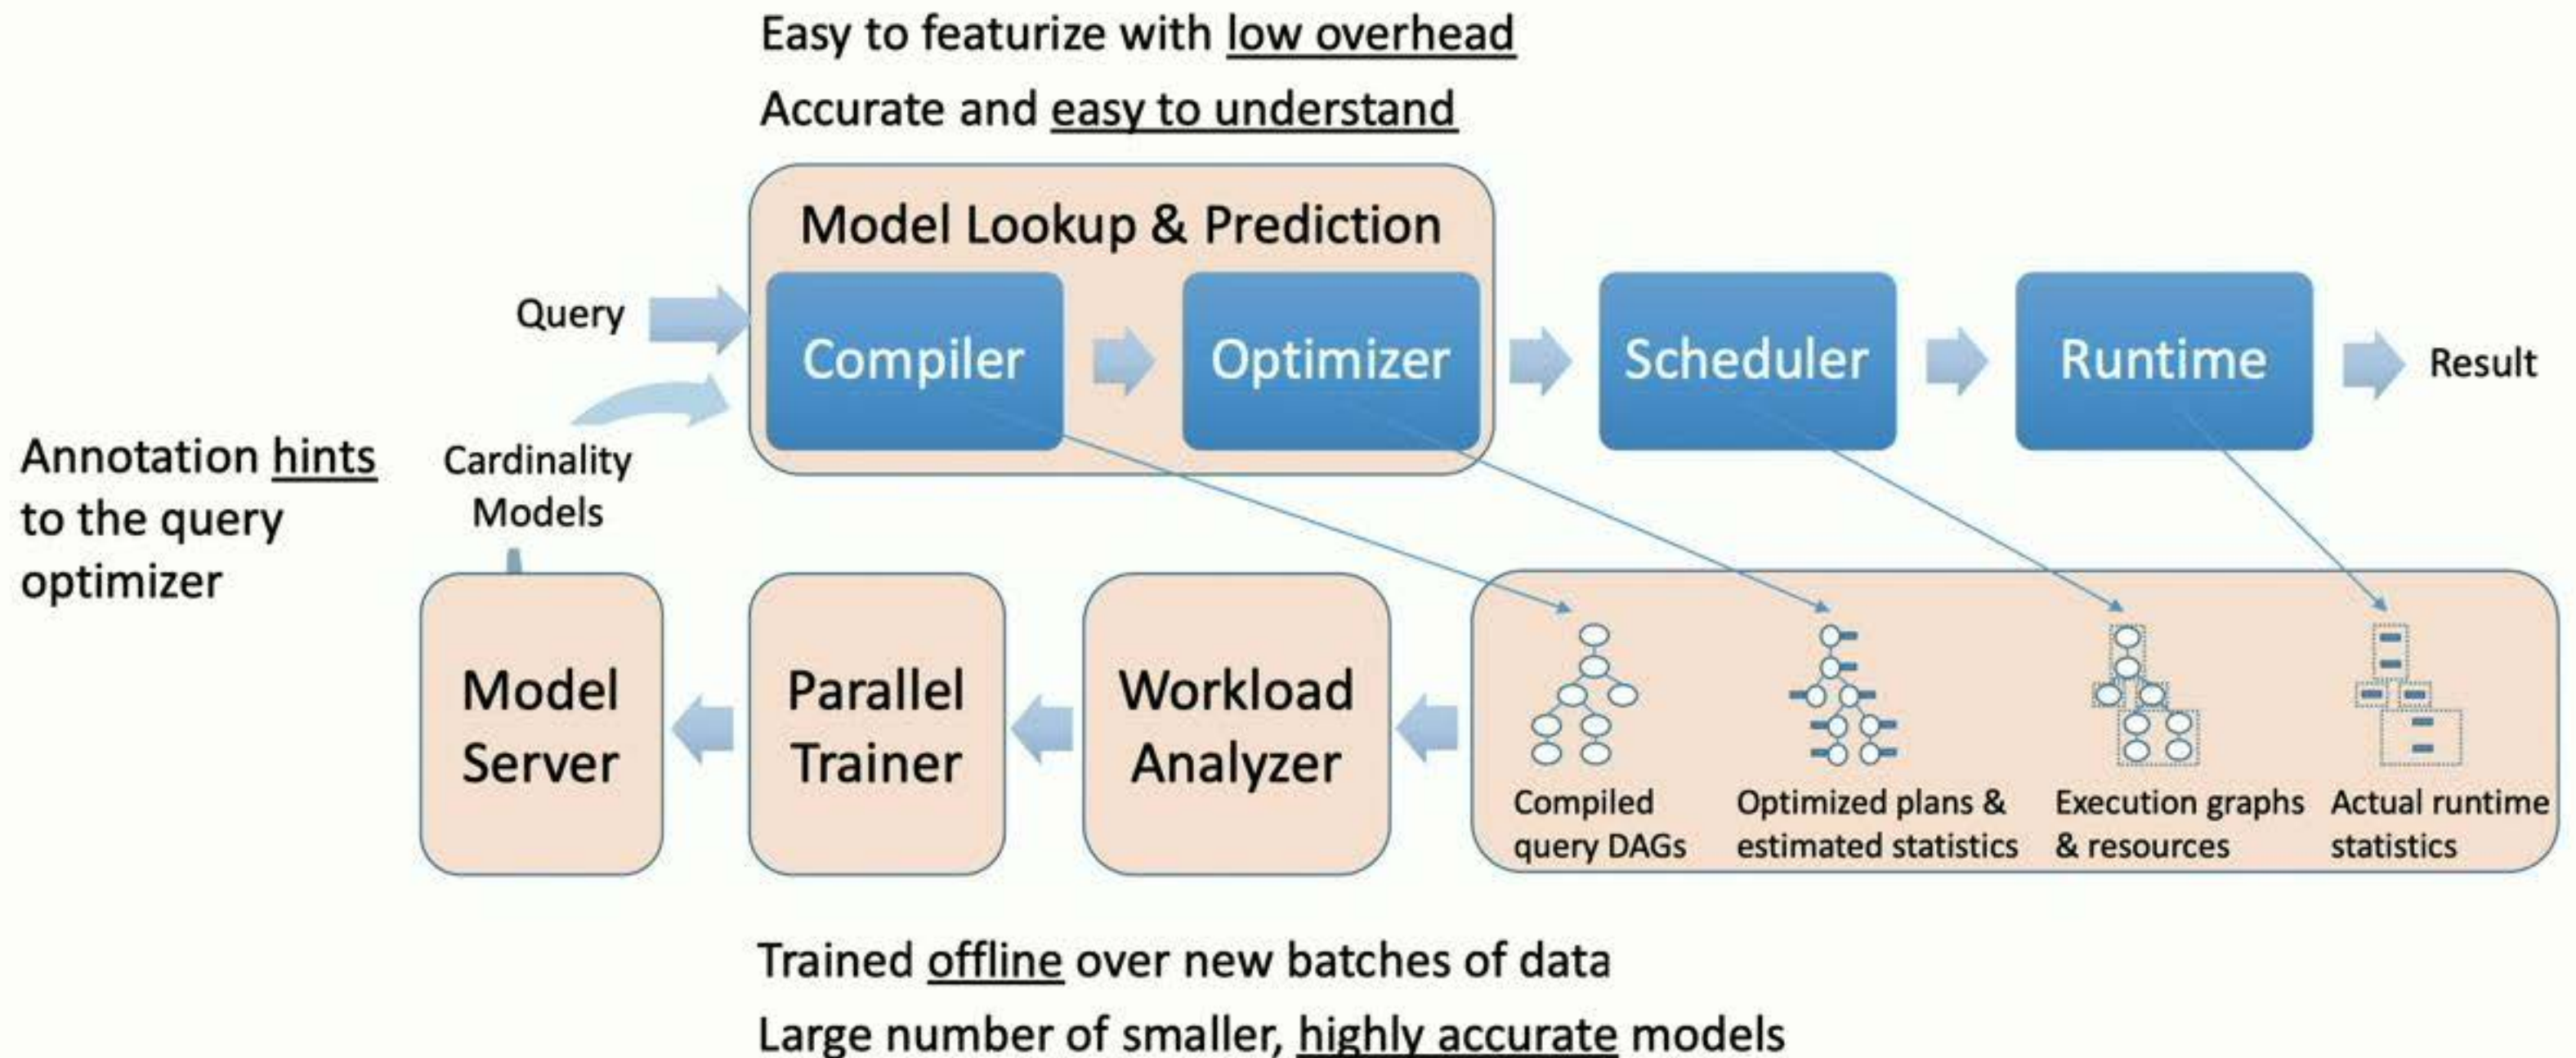 Easy to featurize with low overhead
Accurate and easy to understand
Model Lookup & Prediction
Query
Compiler
Optimizer
Scheduler
Runtime
Result
Annotation hints
to the query
optimizer
Cardinality
Models
Model
Server
Parallel
Trainer
Workload
Analyzer
Compiled
query DAGs
Optimized plans &
estimated statistics
Execution graphs
& resources
Actual runtime
statistics
Trained offline over new batches of data
Large number of smaller, highly accurate models